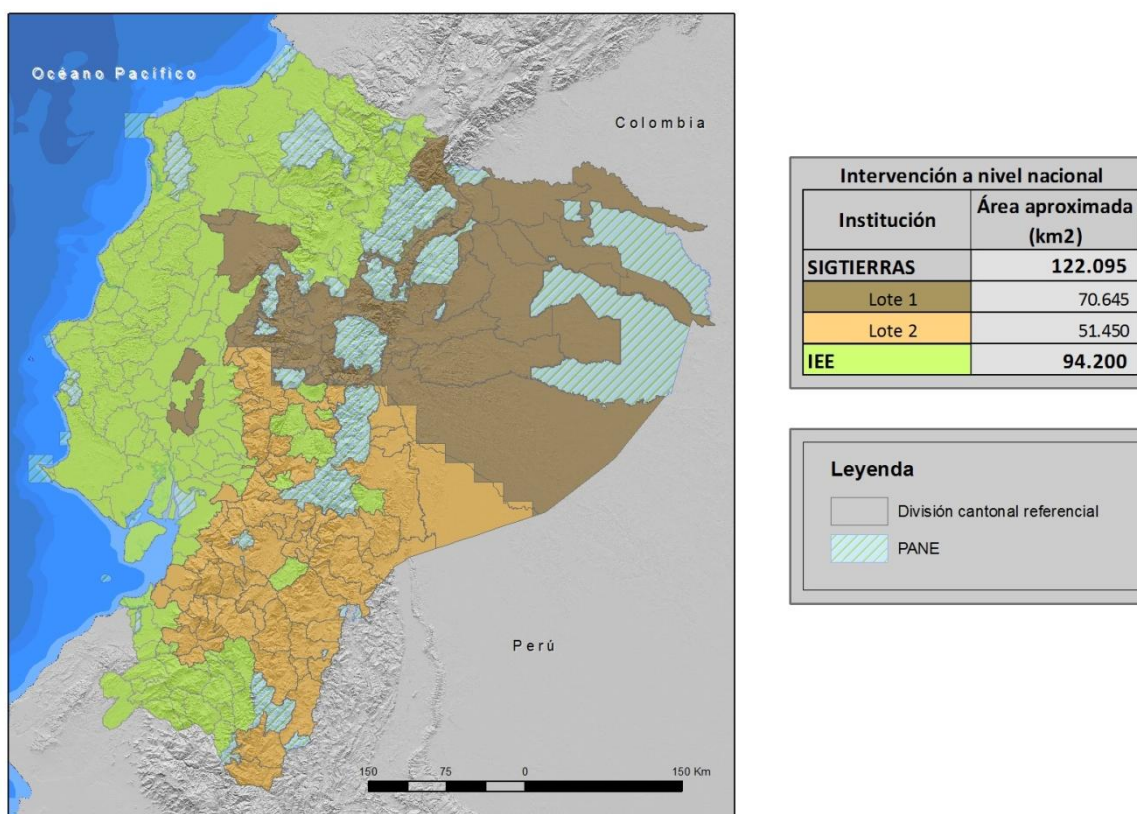 Océano Pacífico
Colombia
Perú
150 75 0 150 Km
Intervención a nivel nacional
Institución Área aproximada
(km2)
SIGTIERRAS 122.095
Lote 1 70.645
Lote 2 51.450
IEE 94.200
Leyenda
División cantonal referencial
PANE